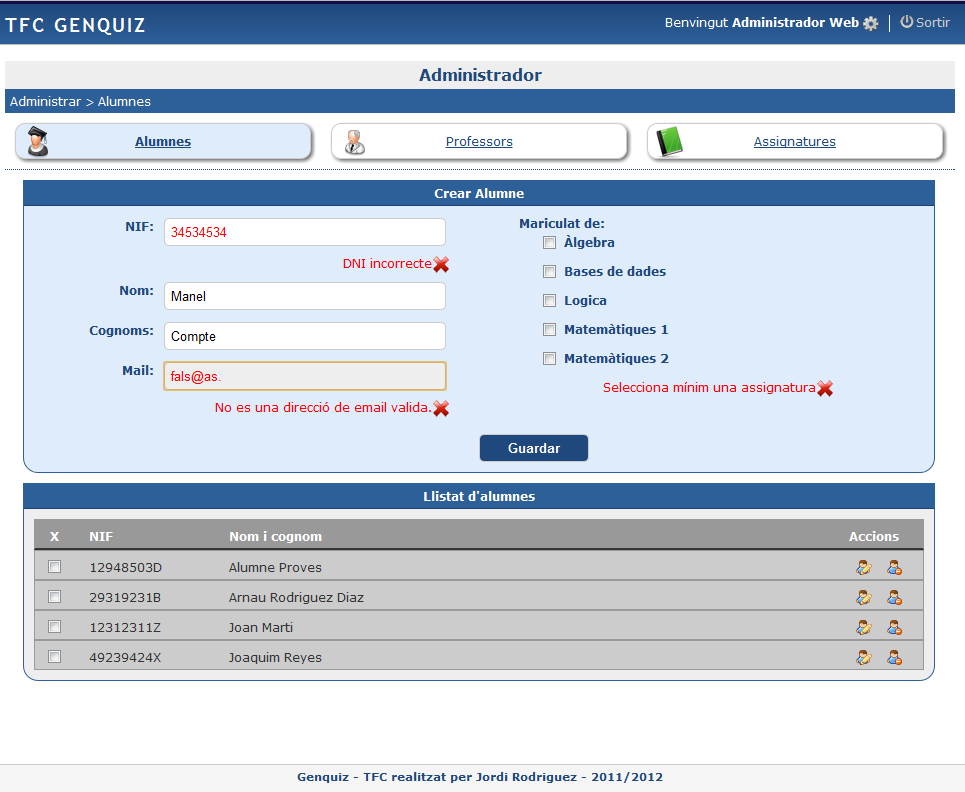 TFC GENQUIZ
Benvingut Administrador Web Sortir
Administrador
Administrar > Alumnes
Alumnes Professors Assignatures
Crear Alumne
NIF: 34534534
DNI incorrecte
Nom: Manel
Cognoms: Compte
Mail: fals@as.
No es una direcció de email valida.
Mariculat de:
Àlgebra
Bases de dades
Logica
Matemàtiques 1
Matemàtiques 2
Selecciona mínim una assignatura
Guardar
Llistat d'alumnes
X NIF Nom i cognom Accions
12948503D Alumne Proves
29319231B Arnau Rodriguez Diaz
12312311Z Joan Marti
49239424X Joaquim Reyes
Genquiz - TFC realitzat per Jordi Rodriguez - 2011/2012